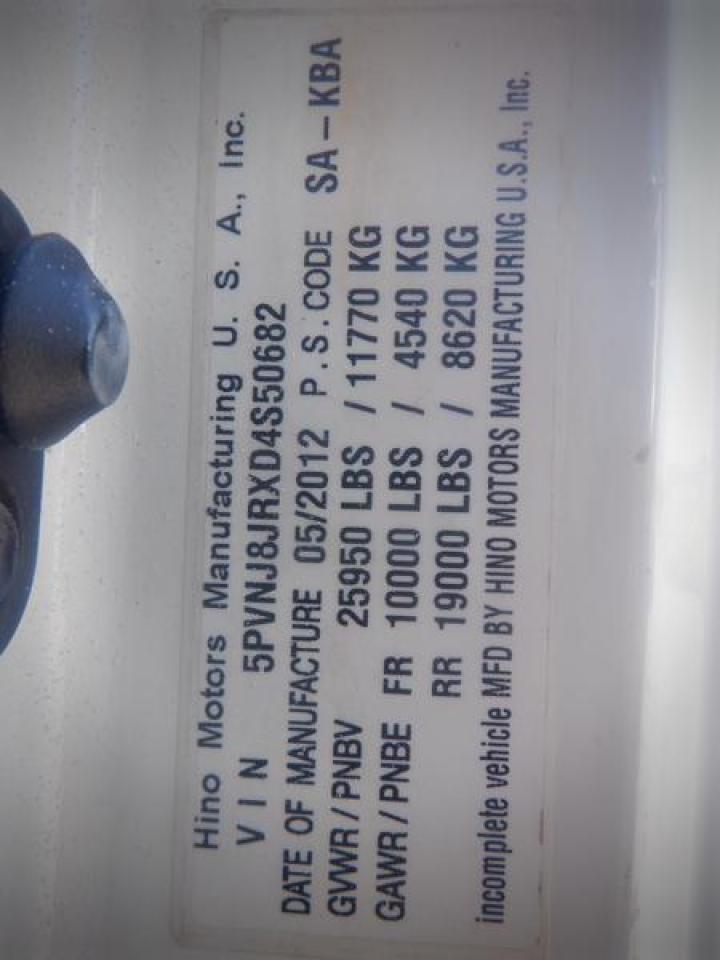 Hino Motors Manufacturing U. S. A., Inc.
VIN 5PVNJ8JRXD4S50682
DATE OF MANUFACTURE 05/2012 P.S.CODE SA-KBA
GVWR/PNBV 25950 LBS / 11770 KG
GAWR/PNBE FR 10000 LBS / 4540 KG
RR 19000 LBS / 8620 KG
incomplete vehicle MFD BY HINO MOTORS MANUFACTURING U.S.A., Inc.